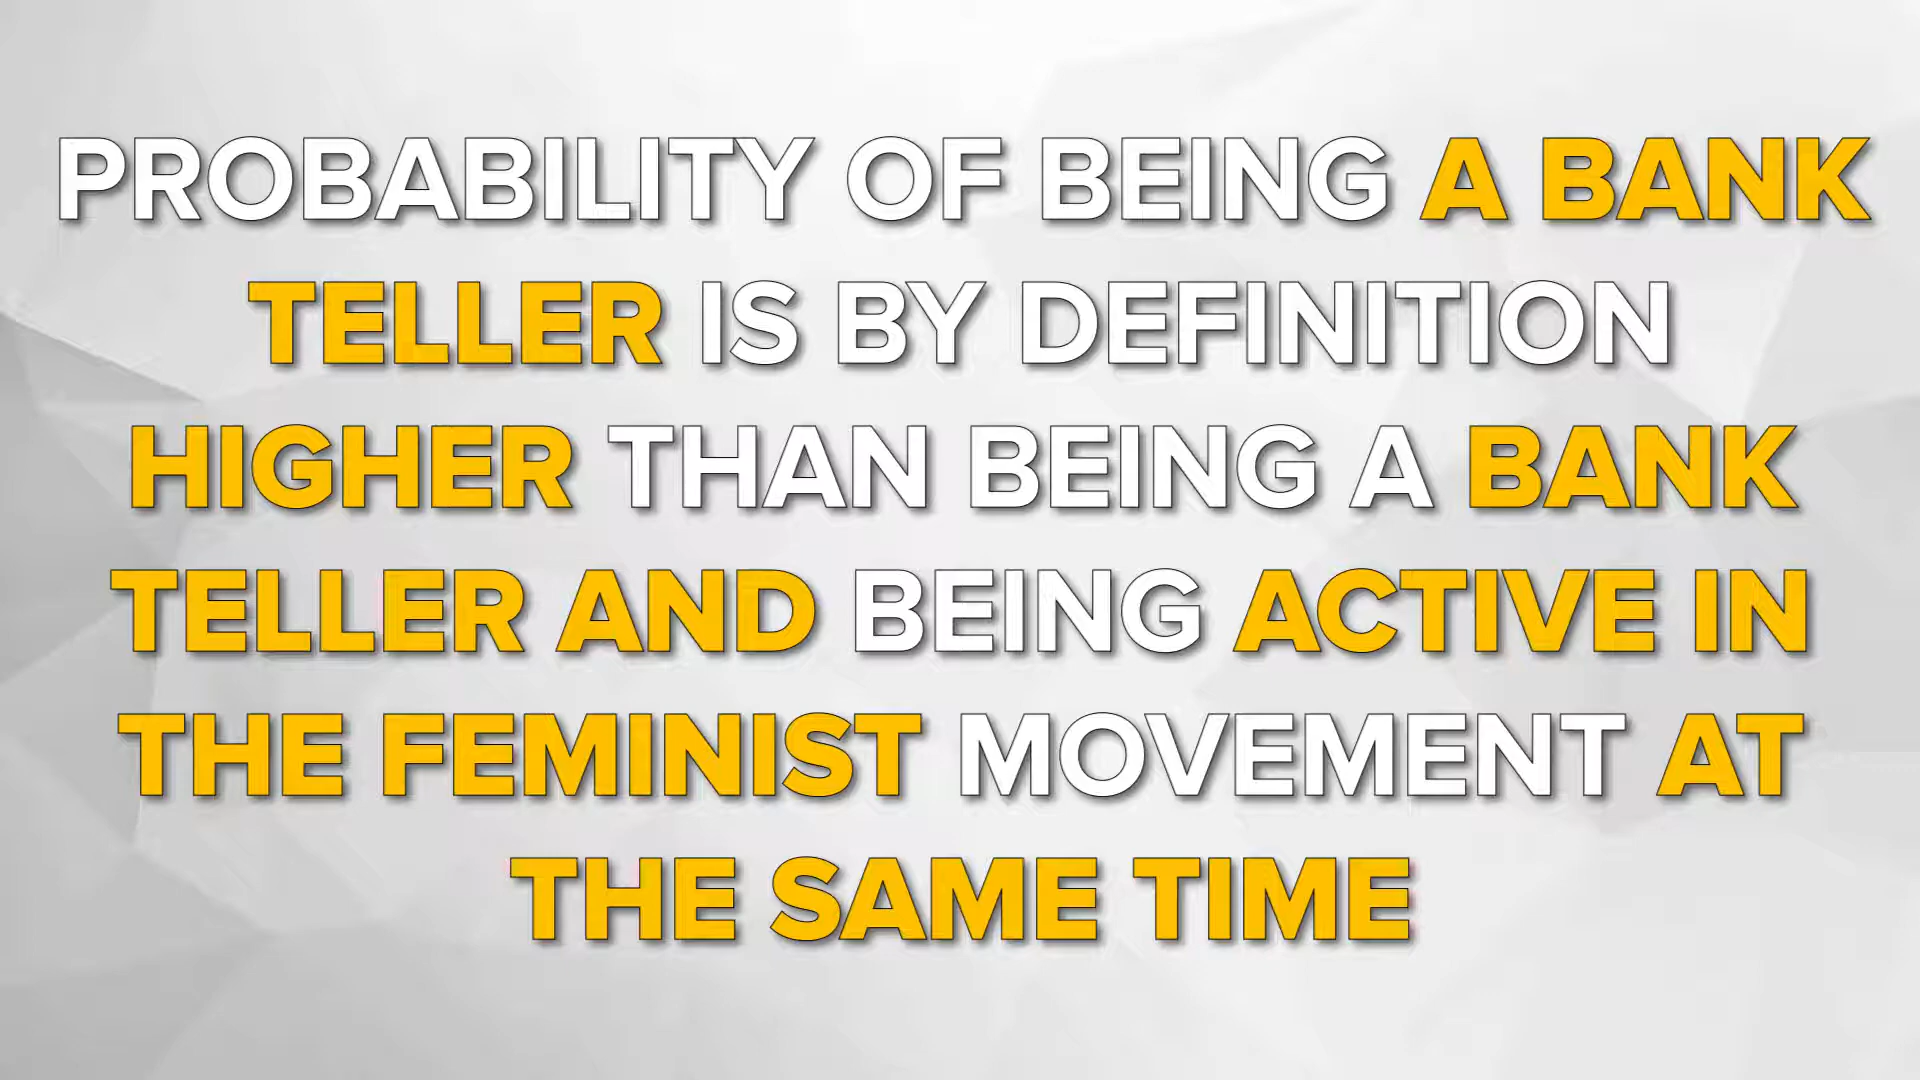 PROBABILITY OF BEING A BANK
TELLER IS BY DEFINITION
HIGHER THAN BEING A BANK
TELLER AND BEING ACTIVE IN
THE FEMINIST MOVEMENT AT
THE SAME TIME